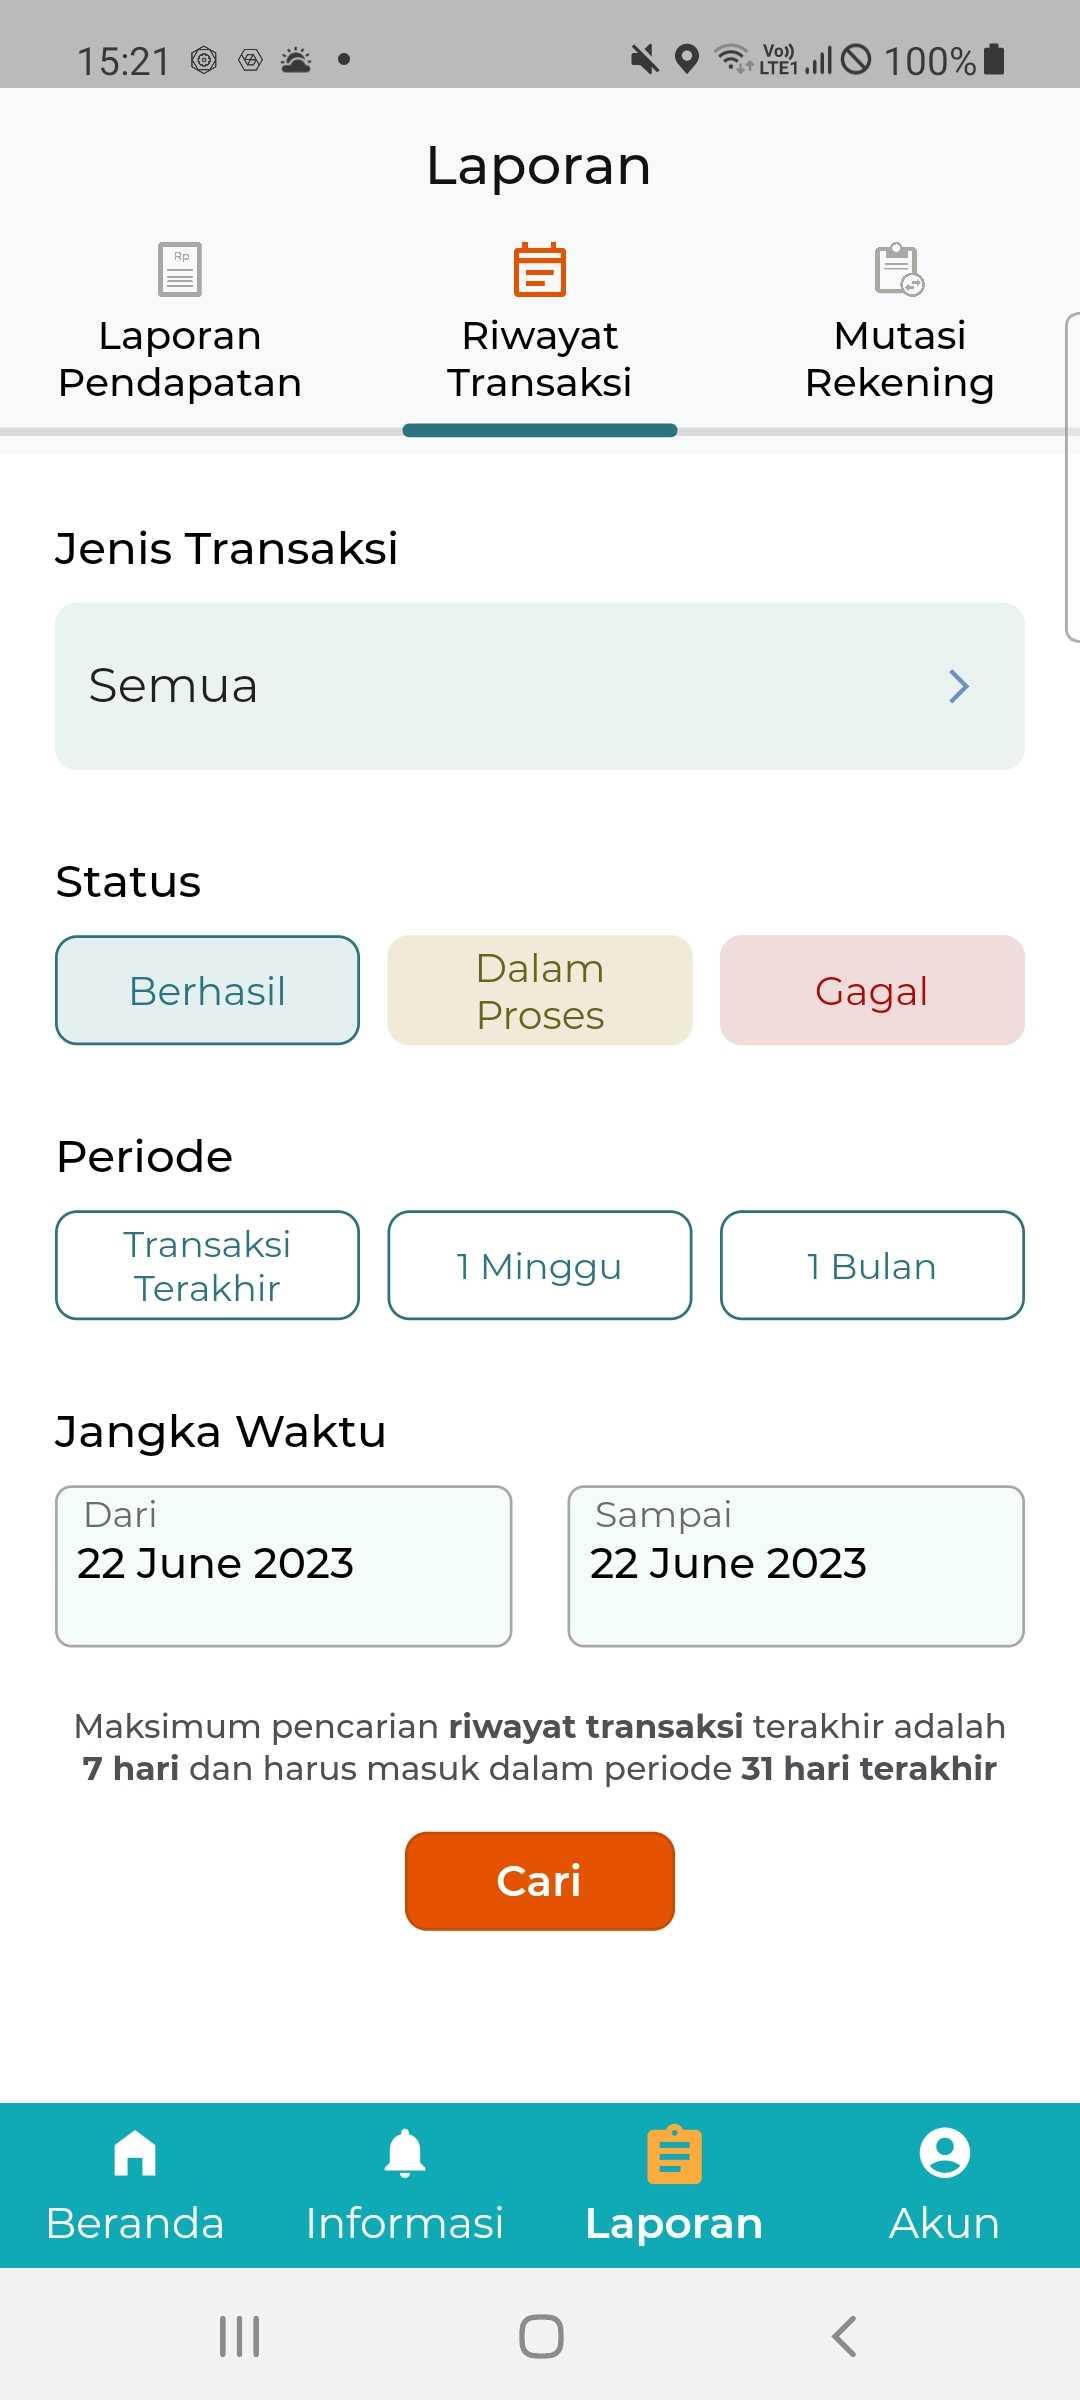 15:21
Vo))
LTE1
100%
Laporan
Rp
Laporan
Pendapatan
Riwayat
Transaksi
Mutasi
Rekening
Jenis Transaksi
Semua
Status
Berhasil
Dalam
Proses
Gagal
Periode
Transaksi
Terakhir
1 Minggu
1 Bulan
Jangka Waktu
Dari
22 June 2023
Sampai
22 June 2023
Maksimum pencarian riwayat transaksi terakhir adalah
7 hari dan harus masuk dalam periode 31 hari terakhir
Cari
Beranda
Informasi
Laporan
Akun